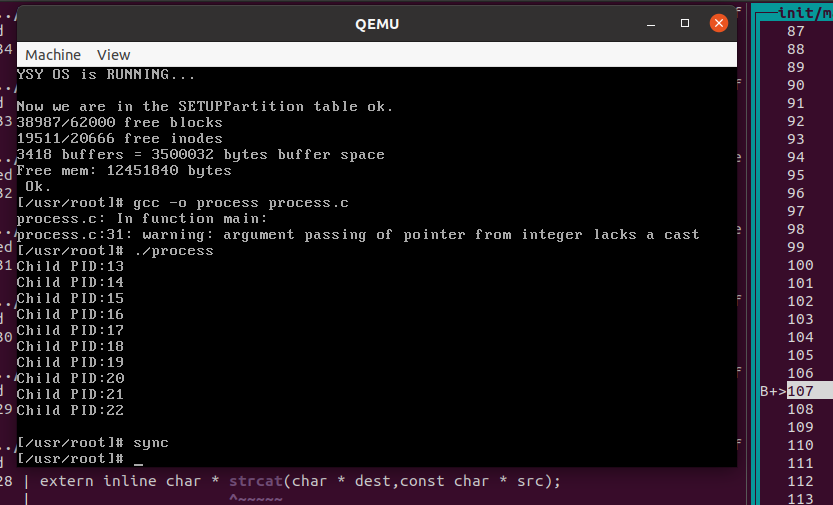 QEMU
Machine View
YSY OS is RUNNING...
Now we are in the SETUPPartition table ok.
38987/62000 free blocks
19511/20666 free inodes
3418 buffers = 3500032 bytes buffer space
Free mem: 12451840 bytes
Ok.
[/usr/root]# gcc -o process process.c
process.c: In function main:
process.c:31: warning: argument passing of pointer from integer lacks a cast
[/usr/root]# ./process
Child PID:13
Child PID:14
Child PID:15
Child PID:16
Child PID:17
Child PID:18
Child PID:19
Child PID:20
Child PID:21
Child PID:22
[/usr/root]# sync
[/usr/root]# _
28 | extern inline char * strcat(char * dest,const char * src);
| ^~~~~~
init/m
87
88
89
90
91
92
93
94
95
96
97
98
99
100
101
102
103
104
105
106
B+>107
108
109
110
111
112
113